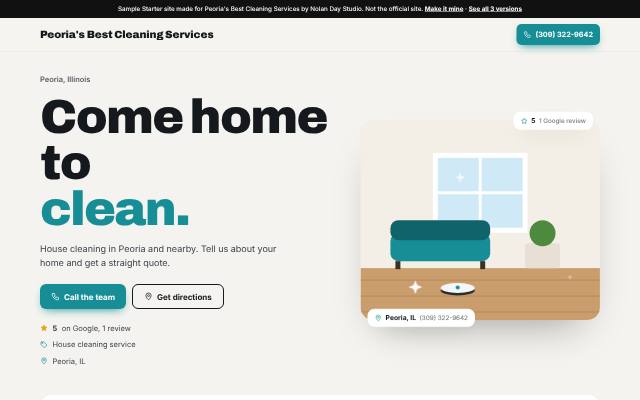 Sample Starter site made for Peoria's Best Cleaning Services by Nolan Day Studio. Not the official site. Make it mine · See all 3 versions
Peoria's Best Cleaning Services
(309) 322-9642
Peoria, Illinois
Come home
to
clean.
House cleaning in Peoria and nearby. Tell us about your
home and get a straight quote.
Call the team
Get directions
5 on Google, 1 review
House cleaning service
Peoria, IL
5 1 Google review
Peoria, IL (309) 322-9642